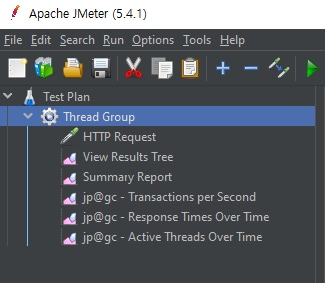 Apache JMeter (5.4.1)
File Edit Search Run Options Tools Help
Test Plan
Thread Group
HTTP Request
View Results Tree
Summary Report
jp@gc - Transactions per Second
jp@gc - Response Times Over Time
jp@gc - Active Threads Over Time